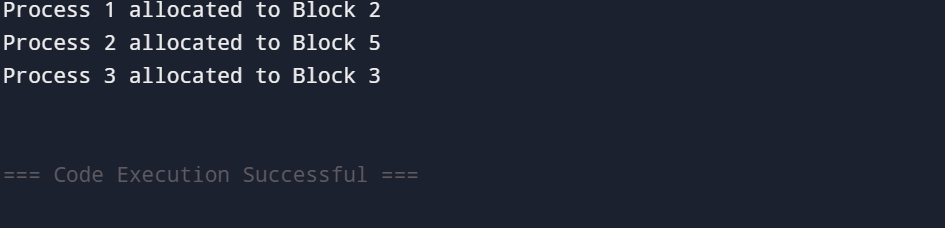 Process 1 allocated to Block 2
Process 2 allocated to Block 5
Process 3 allocated to Block 3
=== Code Execution Successful ===